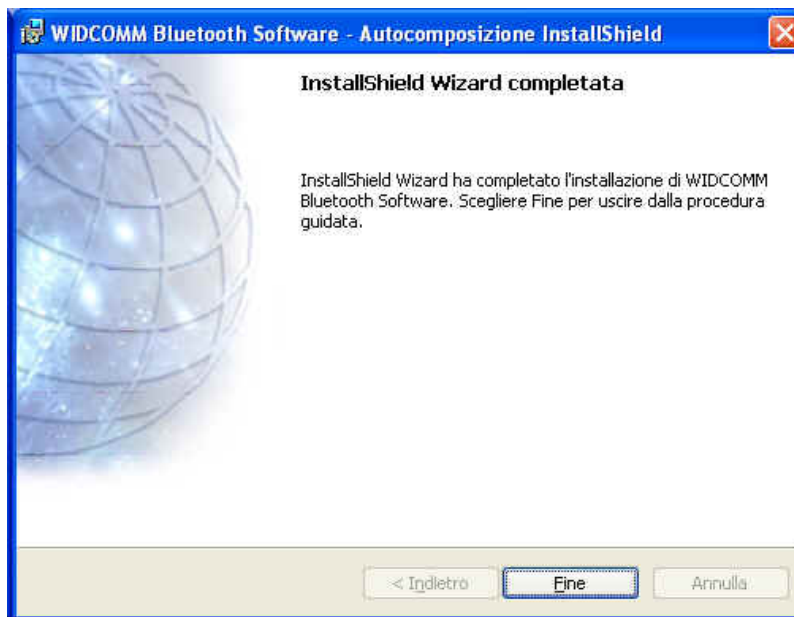 WIDCOMM Bluetooth Software - Autocomposizione InstallShield
InstallShield Wizard completata
InstallShield Wizard ha completato l'installazione di WIDCOMM
Bluetooth Software. Scegliere Fine per uscire dalla procedura
guidata.
< Indietro Fine Annulla